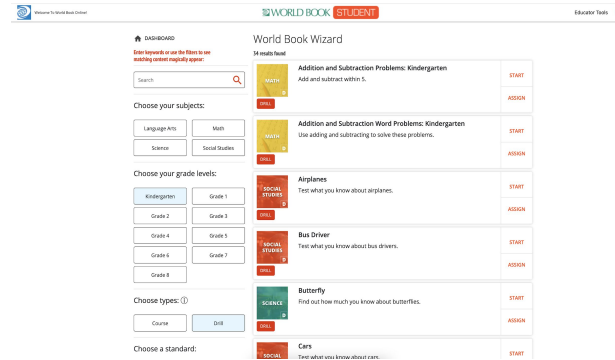 Welcome To World Book Online!
WORLD BOOK STUDENT
Educator Tools
DASHBOARD
Enter keywords or use the filters to see
matching content magically appear:
Search
Choose your subjects:
Language Arts
Math
Science
Social Studies
Choose your grade levels:
Kindergarten
Grade 1
Grade 2
Grade 3
Grade 4
Grade 5
Grade 6
Grade 7
Grade 8
Choose types:
Course
Drill
Choose a standard:
World Book Wizard
34 results found
MATH
D
DRILL
Addition and Subtraction Problems: Kindergarten
Add and subtract within 5.
START
ASSIGN
MATH
D
DRILL
Addition and Subtraction Word Problems: Kindergarten
Use adding and subtracting to solve these problems.
START
ASSIGN
SOCIAL
STUDIES
D
DRILL
Airplanes
Test what you know about airplanes.
START
ASSIGN
SOCIAL
STUDIES
D
DRILL
Bus Driver
Test what you know about bus drivers.
START
ASSIGN
SCIENCE
D
DRILL
Butterfly
Find out how much you know about butterflies.
START
ASSIGN
SOCIAL
Cars
Test what you know about cars.
START